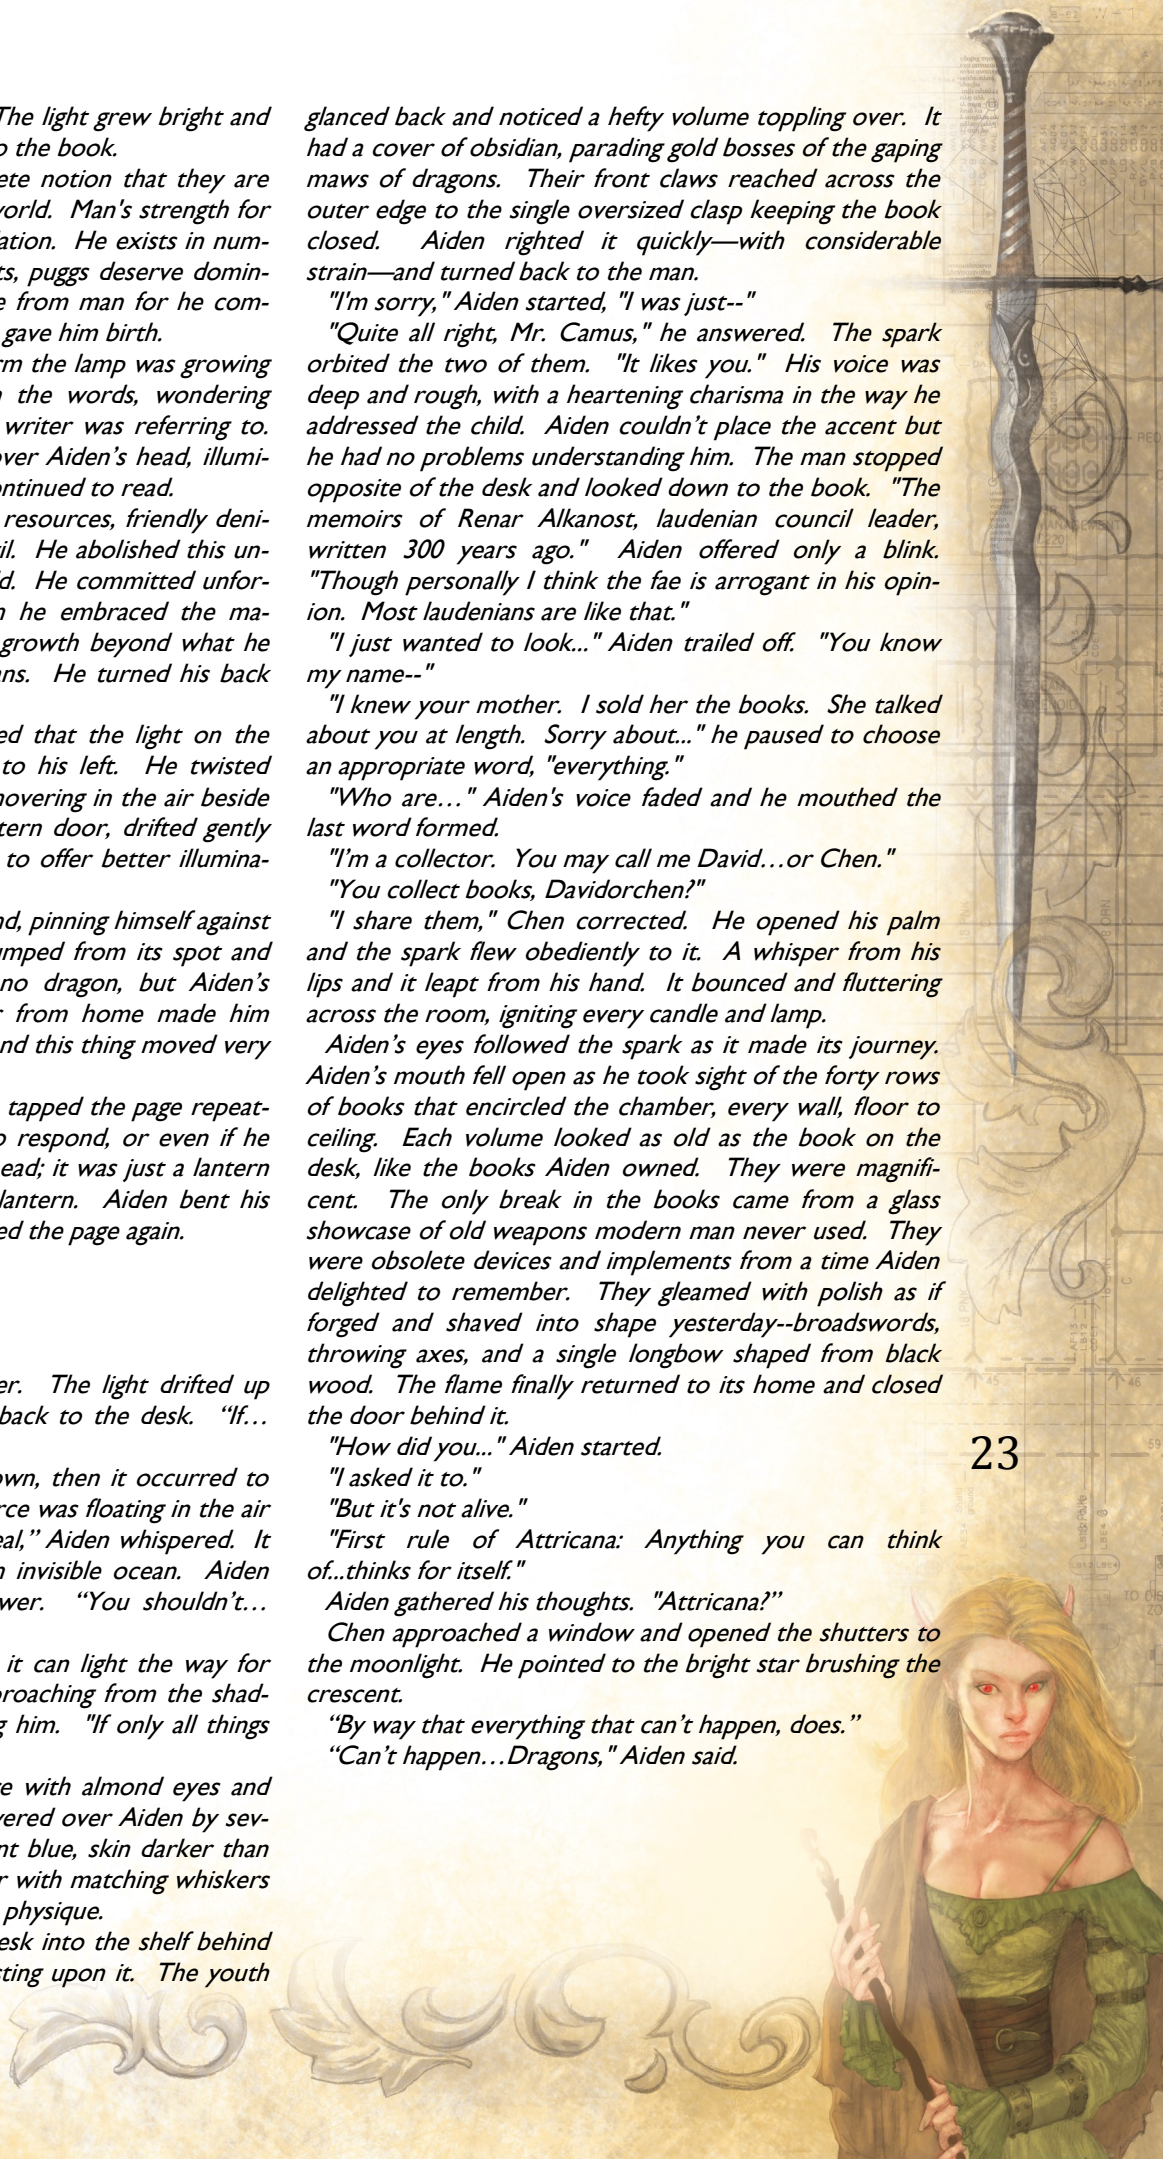 The light grew bright and
o the book.
ete notion that they are
vorld. Man's strength for
ation. He exists in num-
ts, puggs deserve domin-
e from man for he com-
gave him birth.
rm the lamp was growing
n the words, wondering
writer was referring to.
over Aiden’s head, illumi-
ontinued to read.
resources, friendly deni-
il. He abolished this un-
ld. He committed unfor-
n he embraced the ma-
growth beyond what he
ans. He turned his back
ed that the light on the
to his left. He twisted
hovering in the air beside
tern door, drifted gently
to offer better illumina-
nd, pinning himself against
umped from its spot and
no dragon, but Aiden’s
r from home made him
nd this thing moved very
tapped the page repeat-
o respond, or even if he
ead; it was just a lantern
lantern. Aiden bent his
ed the page again.
er. The light drifted up
back to the desk. “If…
own, then it occurred to
rce was floating in the air
eal,” Aiden whispered. It
n invisible ocean. Aiden
wer. “You shouldn’t…
it can light the way for
proaching from the shad-
g him. "If only all things
e with almond eyes and
vered over Aiden by sev-
nt blue, skin darker than
r with matching whiskers
physique.
esk into the shelf behind
sting upon it. The youth
glanced back and noticed a hefty volume toppling over. It
had a cover of obsidian, parading gold bosses of the gaping
maws of dragons. Their front claws reached across the
outer edge to the single oversized clasp keeping the book
closed. Aiden righted it quickly—with considerable
strain—and turned back to the man.
"I'm sorry," Aiden started, "I was just--"
"Quite all right, Mr. Camus," he answered. The spark
orbited the two of them. "It likes you." His voice was
deep and rough, with a heartening charisma in the way he
addressed the child. Aiden couldn’t place the accent but
he had no problems understanding him. The man stopped
opposite of the desk and looked down to the book. "The
memoirs of Renar Alkanost, laudenian council leader,
written 300 years ago." Aiden offered only a blink.
"Though personally I think the fae is arrogant in his opin-
ion. Most laudenians are like that."
"I just wanted to look..." Aiden trailed off. "You know
my name--"
"I knew your mother. I sold her the books. She talked
about you at length. Sorry about..." he paused to choose
an appropriate word, "everything."
"Who are…" Aiden's voice faded and he mouthed the
last word formed.
"I’m a collector. You may call me David…or Chen."
"You collect books, Davidorchen?"
"I share them," Chen corrected. He opened his palm
and the spark flew obediently to it. A whisper from his
lips and it leapt from his hand. It bounced and fluttering
across the room, igniting every candle and lamp.
Aiden’s eyes followed the spark as it made its journey.
Aiden’s mouth fell open as he took sight of the forty rows
of books that encircled the chamber, every wall, floor to
ceiling. Each volume looked as old as the book on the
desk, like the books Aiden owned. They were magnifi-
cent. The only break in the books came from a glass
showcase of old weapons modern man never used. They
were obsolete devices and implements from a time Aiden
delighted to remember. They gleamed with polish as if
forged and shaved into shape yesterday--broadswords,
throwing axes, and a single longbow shaped from black
wood. The flame finally returned to its home and closed
the door behind it.
"How did you..." Aiden started.
"I asked it to."
"But it's not alive."
"First rule of Attricana: Anything you can think
of...thinks for itself."
Aiden gathered his thoughts. "Attricana?”
Chen approached a window and opened the shutters to
the moonlight. He pointed to the bright star brushing the
crescent.
“By way that everything that can’t happen, does.”
“Can’t happen…Dragons," Aiden said.
23